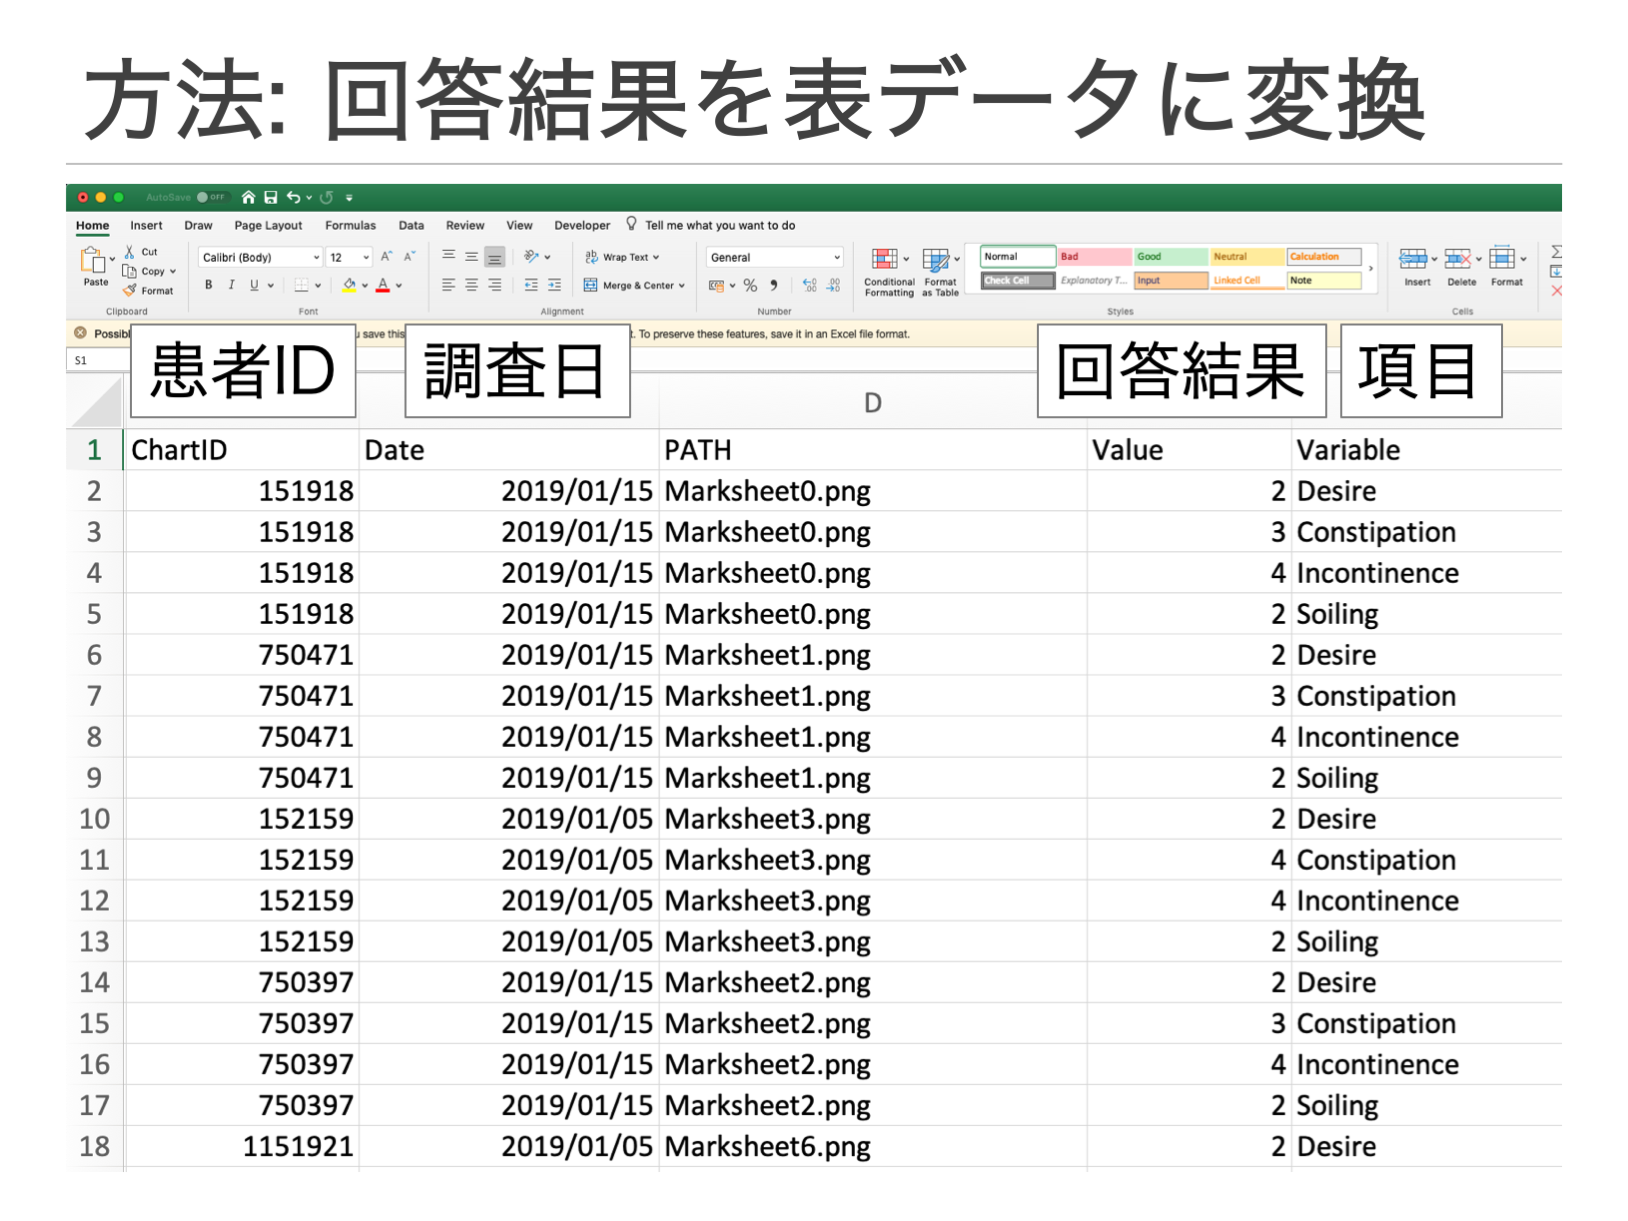 方法: 回答結果を表データに変換
AutoSave OFF
Home Insert Draw Page Layout Formulas Data Review View Developer Tell me what you want to do
Paste Cut Copy Format
Calibri (Body) 12
B I U
Wrap Text
Merge & Center
General
Conditional Formatting
Format as Table
Normal Bad Good Neutral Calculation
Check Cell Explanatory T... Input Linked Cell Note
Insert Delete Format
Clipboard Font Alignment Number Styles Cells
save this To preserve these features, save it in an Excel file format.
S1
患者ID 調査日 回答結果 項目
D
1 ChartID Date PATH Value Variable
2 151918 2019/01/15 Marksheet0.png 2 Desire
3 151918 2019/01/15 Marksheet0.png 3 Constipation
4 151918 2019/01/15 Marksheet0.png 4 Incontinence
5 151918 2019/01/15 Marksheet0.png 2 Soiling
6 750471 2019/01/15 Marksheet1.png 2 Desire
7 750471 2019/01/15 Marksheet1.png 3 Constipation
8 750471 2019/01/15 Marksheet1.png 4 Incontinence
9 750471 2019/01/15 Marksheet1.png 2 Soiling
10 152159 2019/01/05 Marksheet3.png 2 Desire
11 152159 2019/01/05 Marksheet3.png 4 Constipation
12 152159 2019/01/05 Marksheet3.png 4 Incontinence
13 152159 2019/01/05 Marksheet3.png 2 Soiling
14 750397 2019/01/15 Marksheet2.png 2 Desire
15 750397 2019/01/15 Marksheet2.png 3 Constipation
16 750397 2019/01/15 Marksheet2.png 4 Incontinence
17 750397 2019/01/15 Marksheet2.png 2 Soiling
18 1151921 2019/01/05 Marksheet6.png 2 Desire